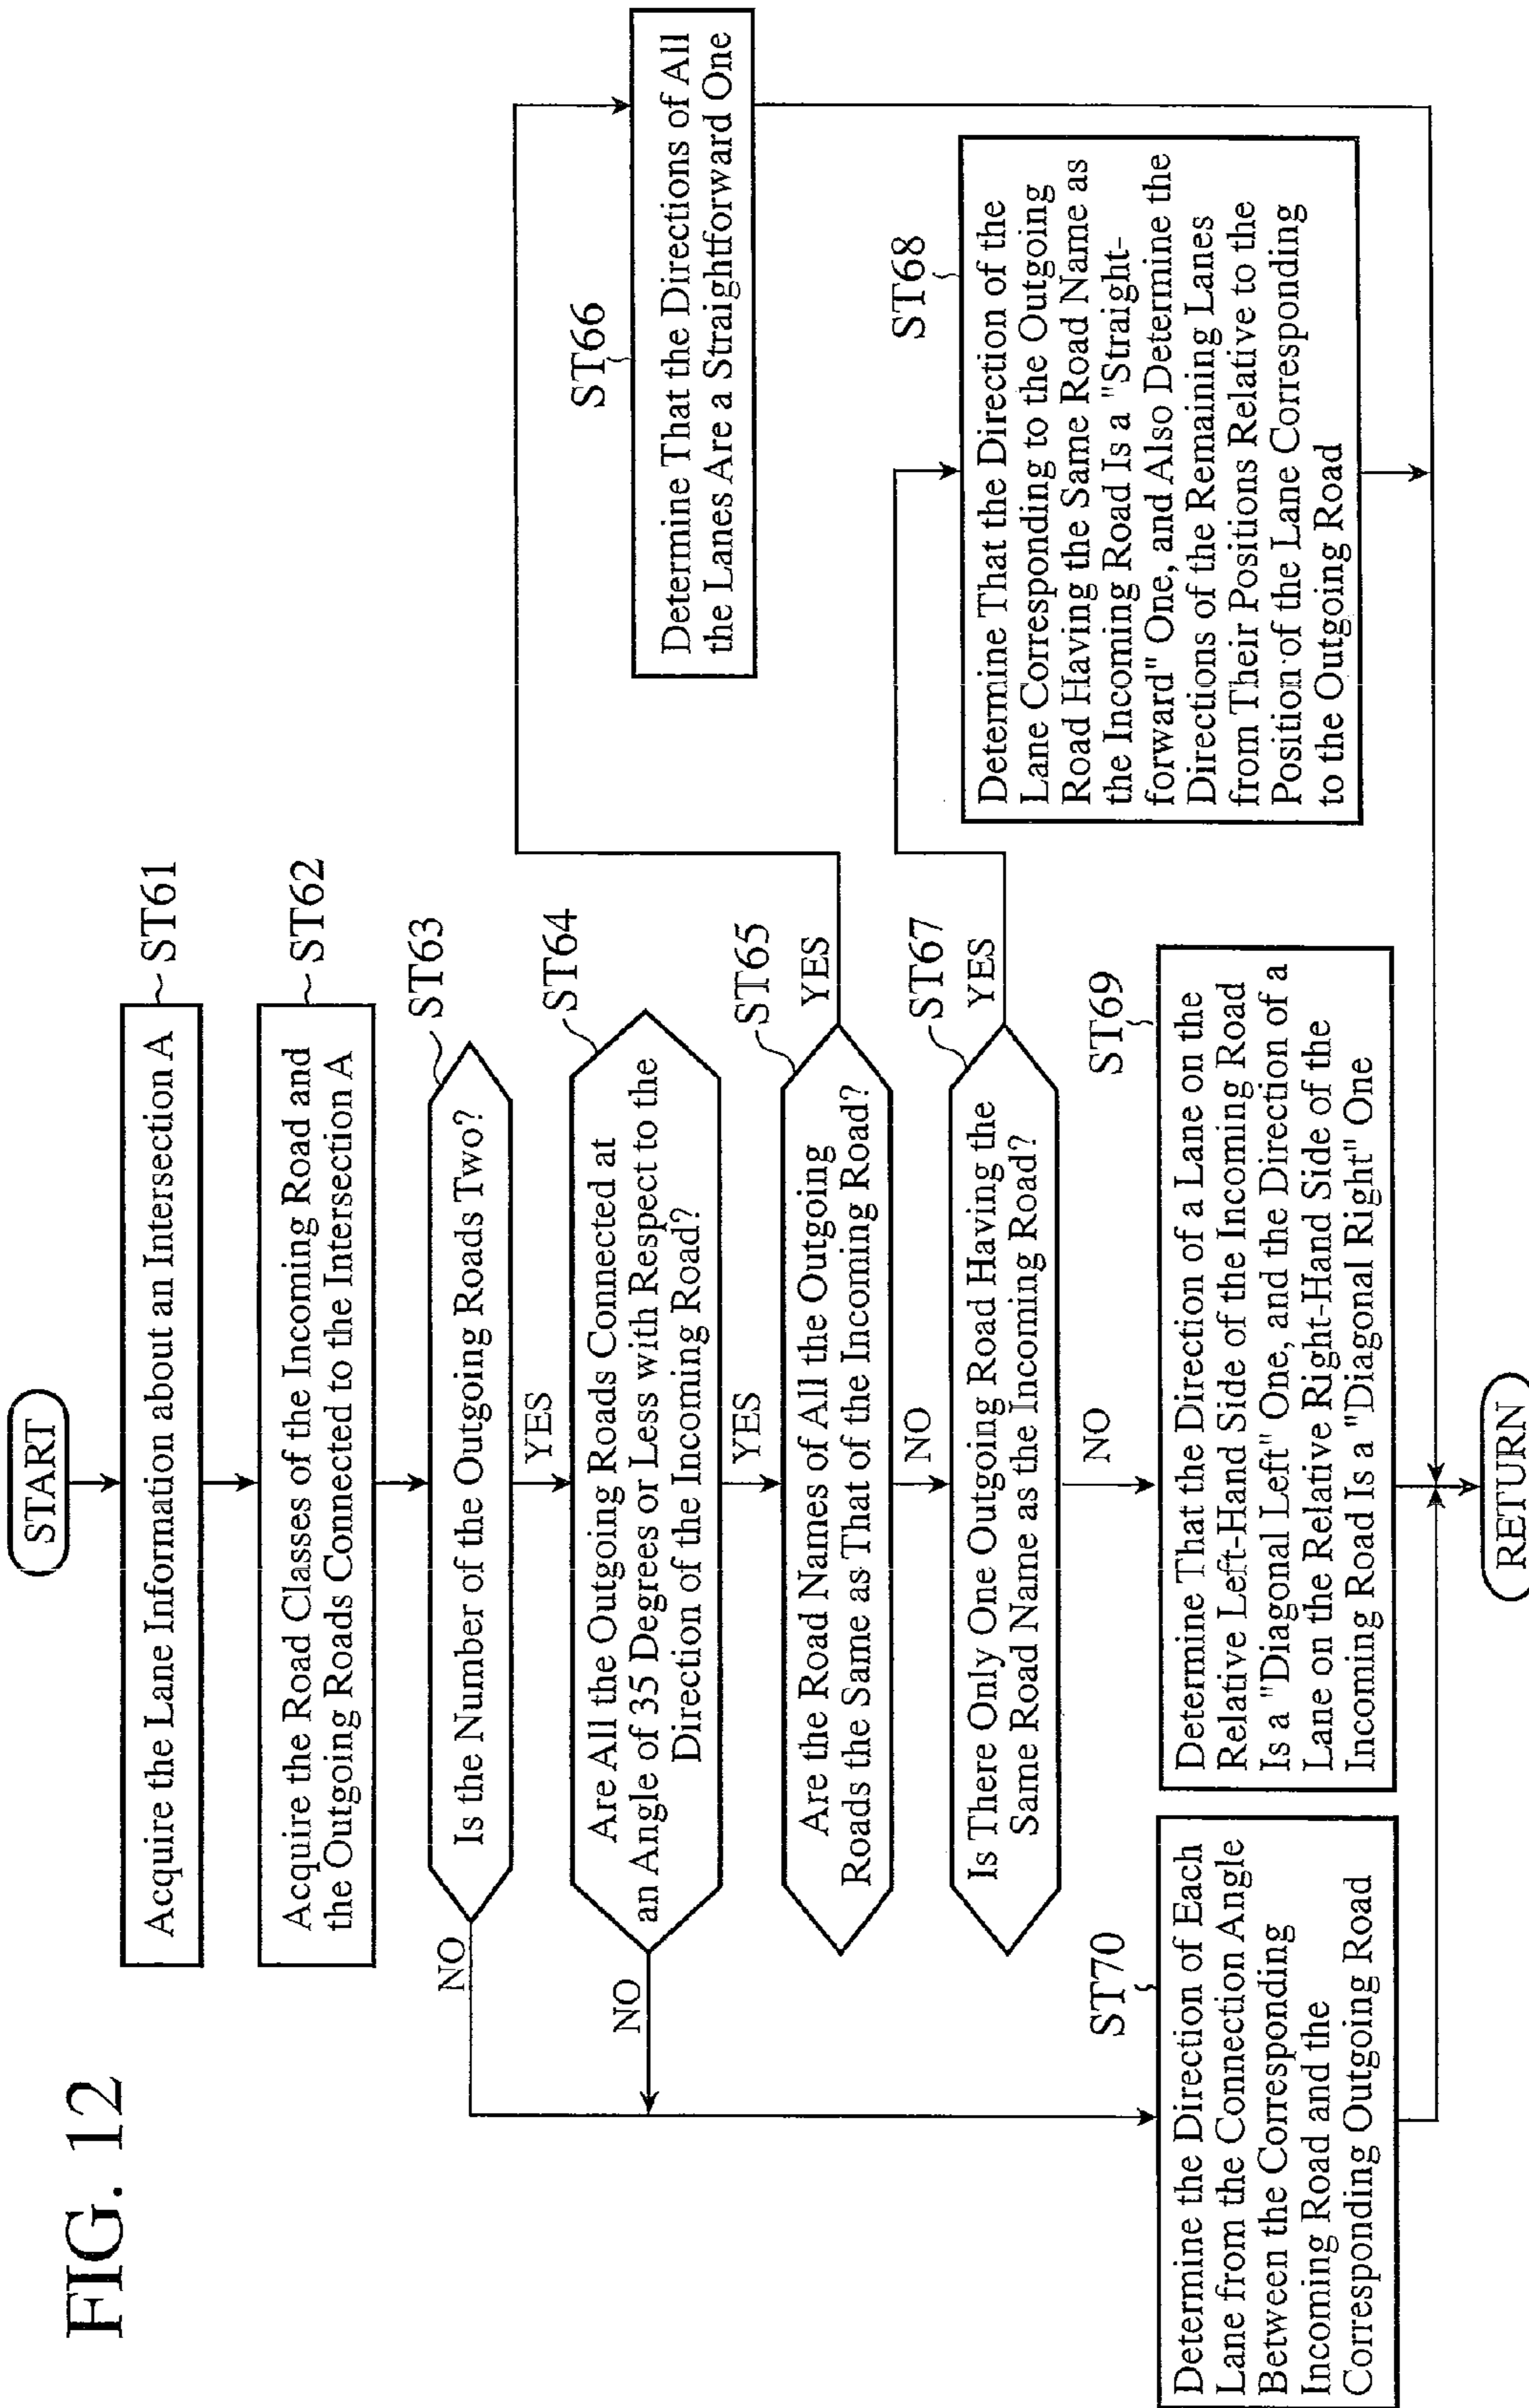 FIG. 12
START
Acquire the Lane Information about an Intersection A
ST61
Acquire the Road Classes of the Incoming Road and
the Outgoing Roads Connected to the Intersection A
ST62
Is the Number of the Outgoing Roads Two?
ST63
NO
YES
Are All the Outgoing Roads Connected at
an Angle of 35 Degrees or Less with Respect to the
Direction of the Incoming Road?
ST64
NO
YES
Are the Road Names of All the Outgoing
Roads the Same as That of the Incoming Road?
ST65
YES
NO
ST66
Determine That the Directions of All
the Lanes Are a Straightforward One
Is There Only One Outgoing Road Having the
Same Road Name as the Incoming Road?
ST67
YES
NO
ST68
Determine That the Direction of the
Lane Corresponding to the Outgoing
Road Having the Same Road Name as
the Incoming Road Is a "Straight-
forward" One, and Also Determine the
Directions of the Remaining Lanes
from Their Positions Relative to the
Position of the Lane Corresponding
to the Outgoing Road
ST70
Determine the Direction of Each
Lane from the Connection Angle
Between the Corresponding
Incoming Road and the
Corresponding Outgoing Road
ST69
Determine That the Direction of a Lane on the
Relative Left-Hand Side of the Incoming Road
Is a "Diagonal Left" One, and the Direction of a
Lane on the Relative Right-Hand Side of the
Incoming Road Is a "Diagonal Right" One
RETURN